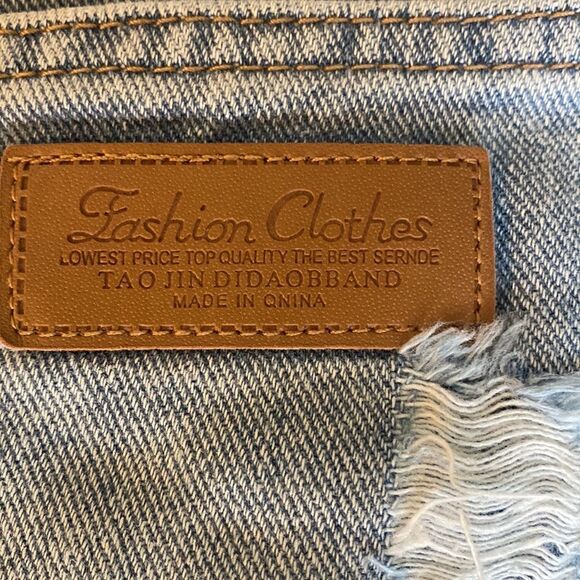 Fashion Clothes
LOWEST PRICE TOP QUALITY THE BEST SERNDE
TAO JIN DIDAOBBAND
MADE IN QNINA